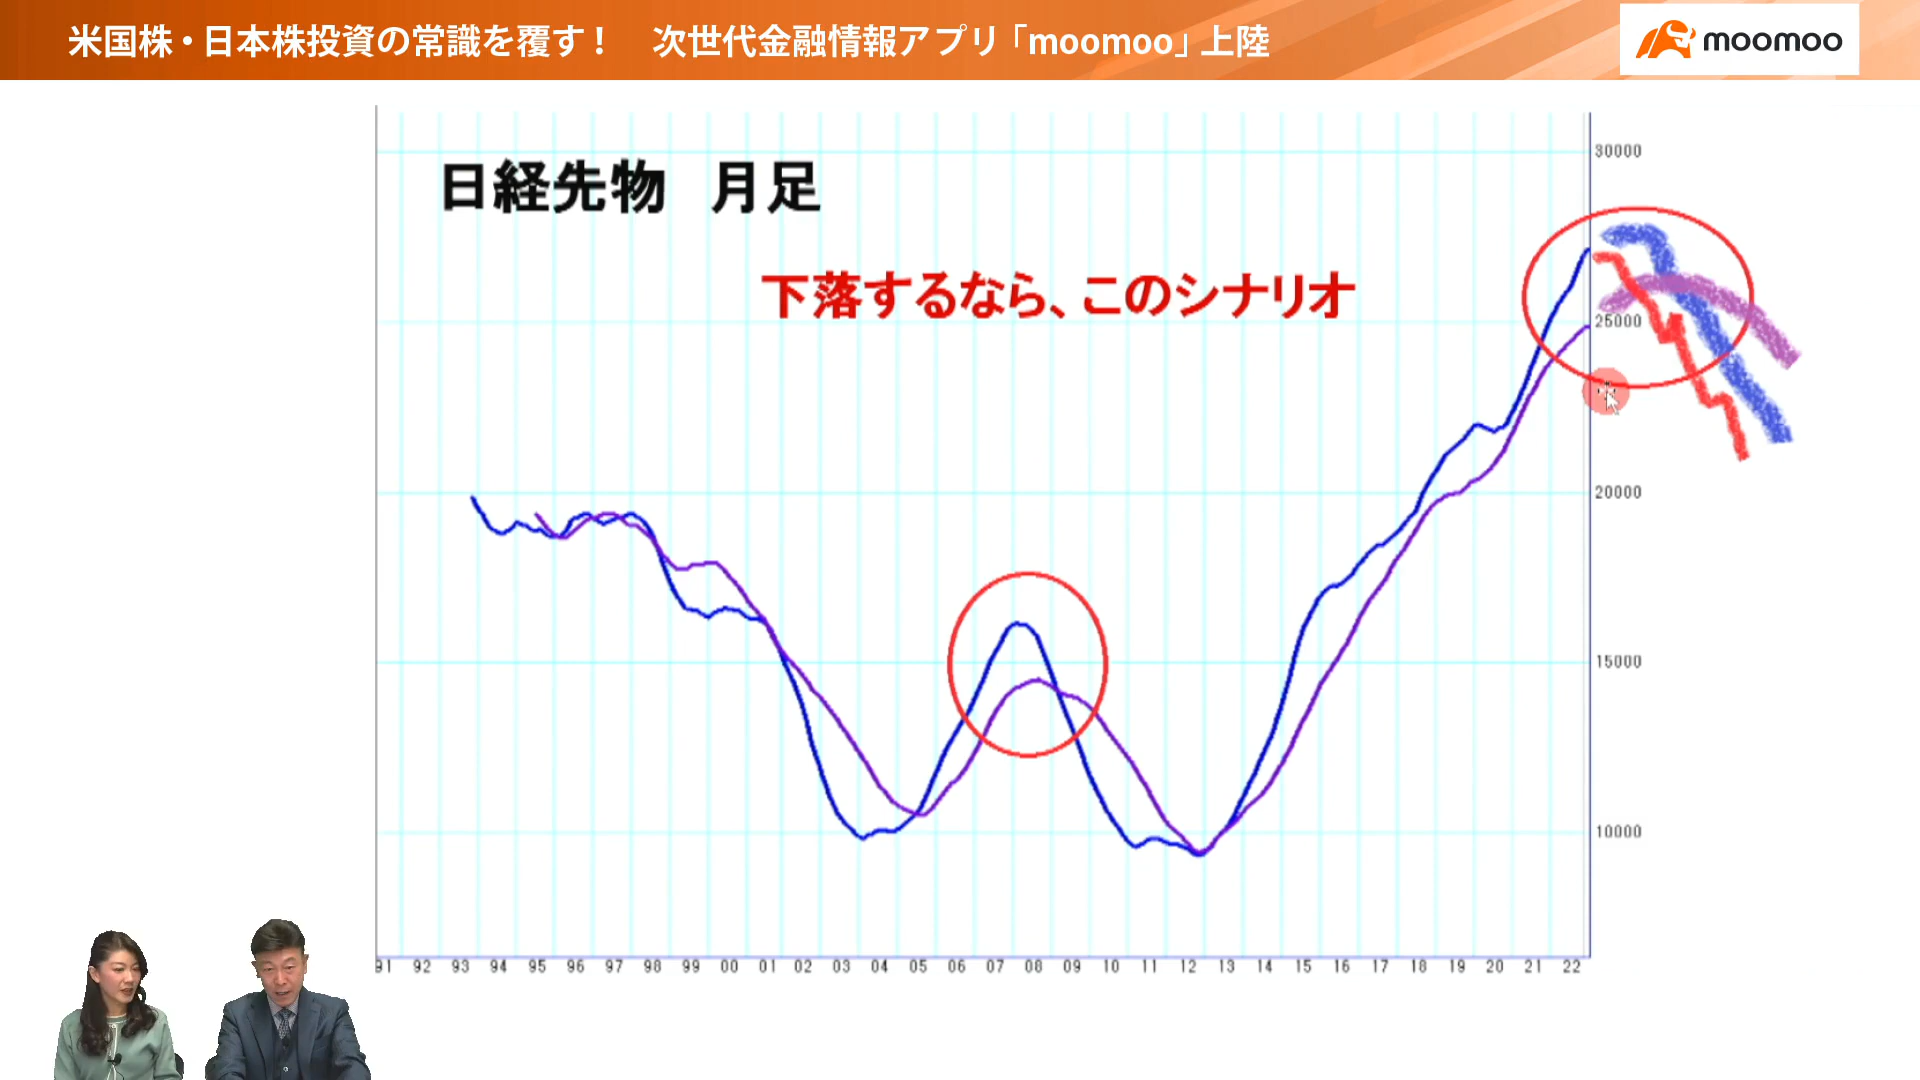 米国株・日本株投資の常識を覆す！　次世代金融情報アプリ「moomoo」上陸
moomoo
日経先物　月足
下落するなら、このシナリオ
30000
25000
20000
15000
10000
91 92 93 94 95 96 97 98 99 00 01 02 03 04 05 06 07 08 09 10 11 12 13 14 15 16 17 18 19 20 21 22